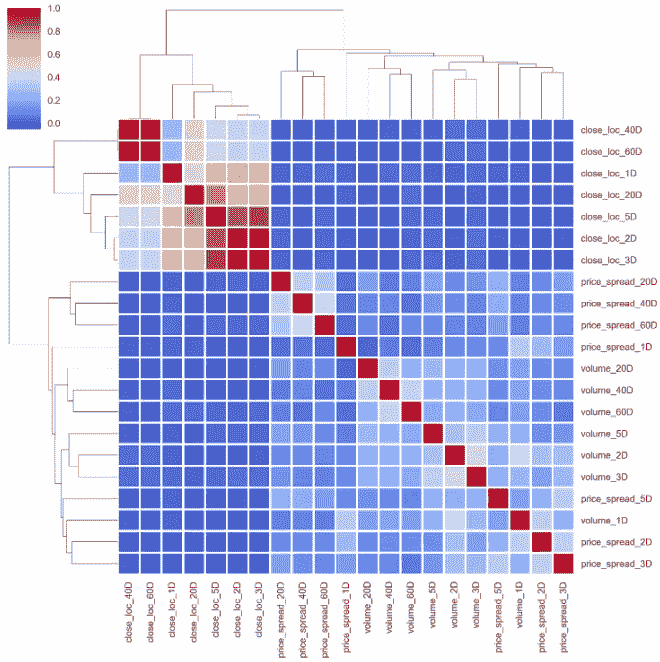 1.0
0.8
0.6
0.4
0.2
0.0
close_loc_40D
close_loc_60D
close_loc_1D
close_loc_20D
close_loc_5D
close_loc_2D
close_loc_3D
price_spread_20D
price_spread_40D
price_spread_60D
price_spread_1D
volume_20D
volume_40D
volume_60D
volume_5D
volume_2D
volume_3D
price_spread_5D
volume_1D
price_spread_2D
price_spread_3D
close_loc_40D
close_loc_60D
close_loc_1D
close_loc_20D
close_loc_5D
close_loc_2D
close_loc_3D
price_spread_20D
price_spread_40D
price_spread_60D
price_spread_1D
volume_20D
volume_40D
volume_60D
volume_5D
volume_2D
volume_3D
price_spread_5D
volume_1D
price_spread_2D
price_spread_3D